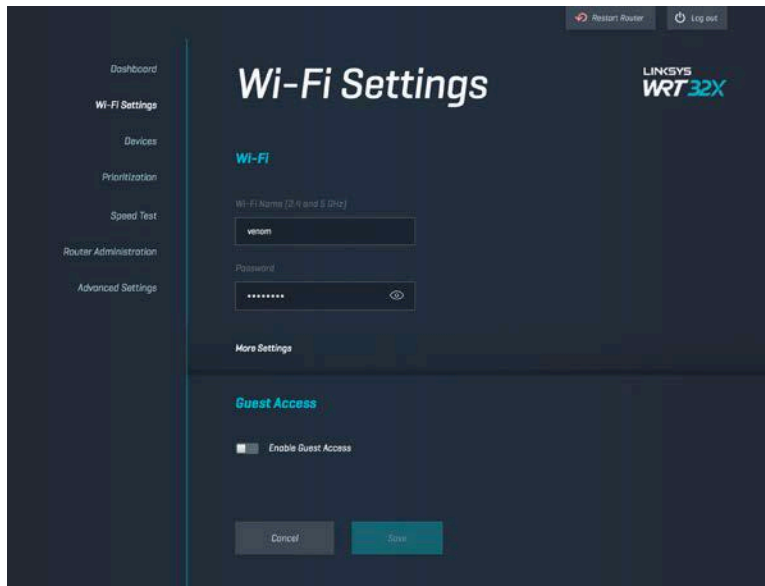 Restart Router
Log out
Dashboard
Wi-Fi Settings
Devices
Prioritization
Speed Test
Router Administration
Advanced Settings
Wi-Fi Settings
LINKSYS
WRT 32X
Wi-Fi
Wi-Fi Name (2.4 and 5 GHz)
venom
Password
••••••••
More Settings
Guest Access
Enable Guest Access
Cancel
Save